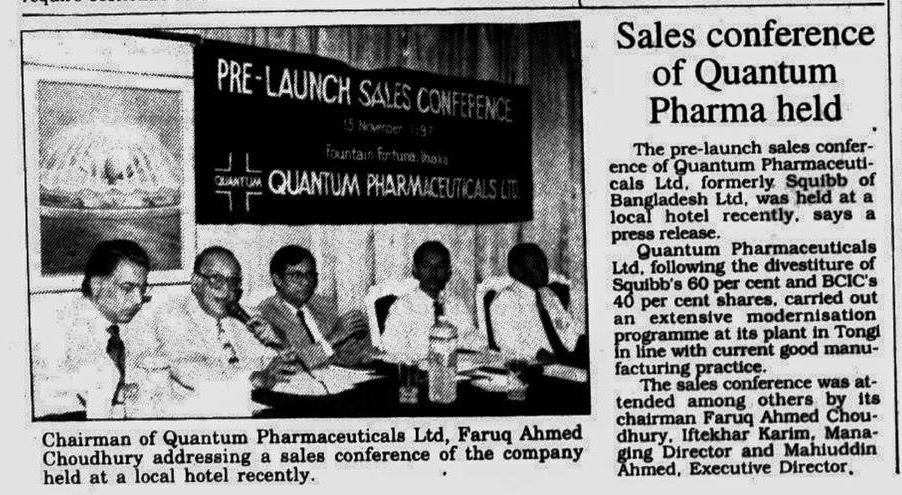 PRE-LAUNCH SALES CONFERENCE
15 November 1997
Fountain Fortune, Dhaka
QUANTUM
QUANTUM PHARMACEUTICALS LTD.
Chairman of Quantum Pharmaceuticals Ltd, Faruq Ahmed
Choudhury addressing a sales conference of the company
held at a local hotel recently.
Sales conference
of Quantum
Pharma held
The pre-launch sales confer-
ence of Quantum Pharmaceuti-
cals Ltd, formerly Squibb of
Bangladesh Ltd, was held at a
local hotel recently, says a
press release.
Quantum Pharmaceuticals
Ltd, following the divestiture of
Squibb's 60 per cent and BCIC's
40 per cent shares, carried out
an extensive modernisation
programme at its plant in Tongi
in line with current good manu-
facturing practice.
The sales conference was at-
tended among others by its
chairman Faruq Ahmed Chou-
dhury, Iftekhar Karim, Mana-
ging Director and Mahiuddin
Ahmed, Executive Director.